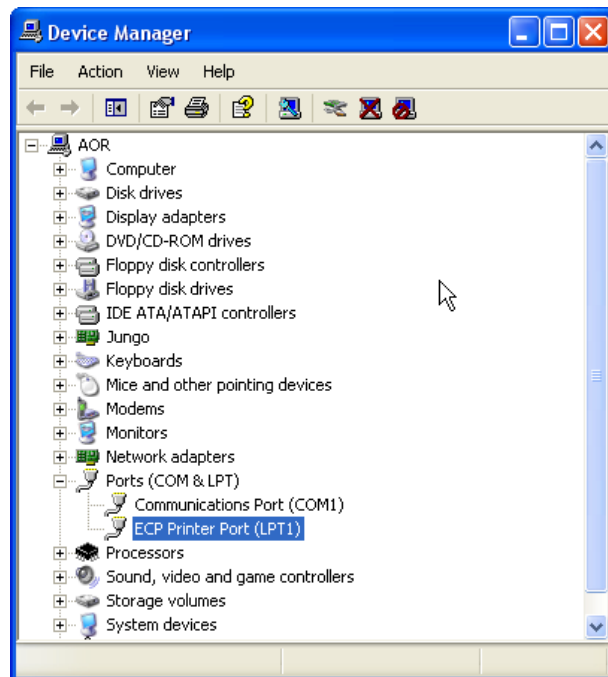 Device Manager
File Action View Help
AOR
Computer
Disk drives
Display adapters
DVD/CD-ROM drives
Floppy disk controllers
Floppy disk drives
IDE ATA/ATAPI controllers
Jungo
Keyboards
Mice and other pointing devices
Modems
Monitors
Network adapters
Ports (COM & LPT)
Communications Port (COM1)
ECP Printer Port (LPT1)
Processors
Sound, video and game controllers
Storage volumes
System devices